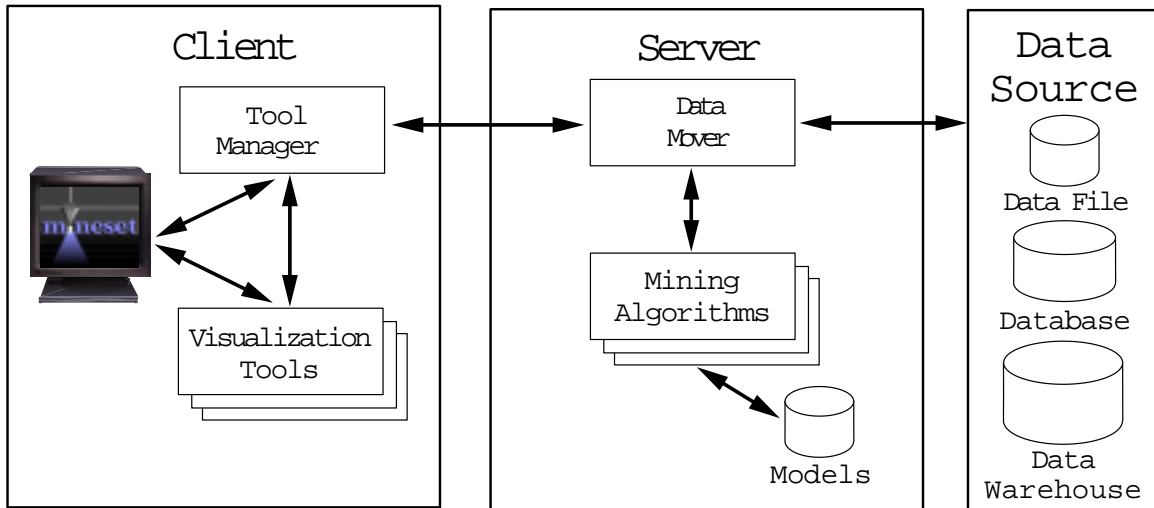 Client
Tool
Manager
mineset
Visualization
Tools
Server
Data
Mover
Mining
Algorithms
Models
Data
Source
Data File
Database
Data
Warehouse